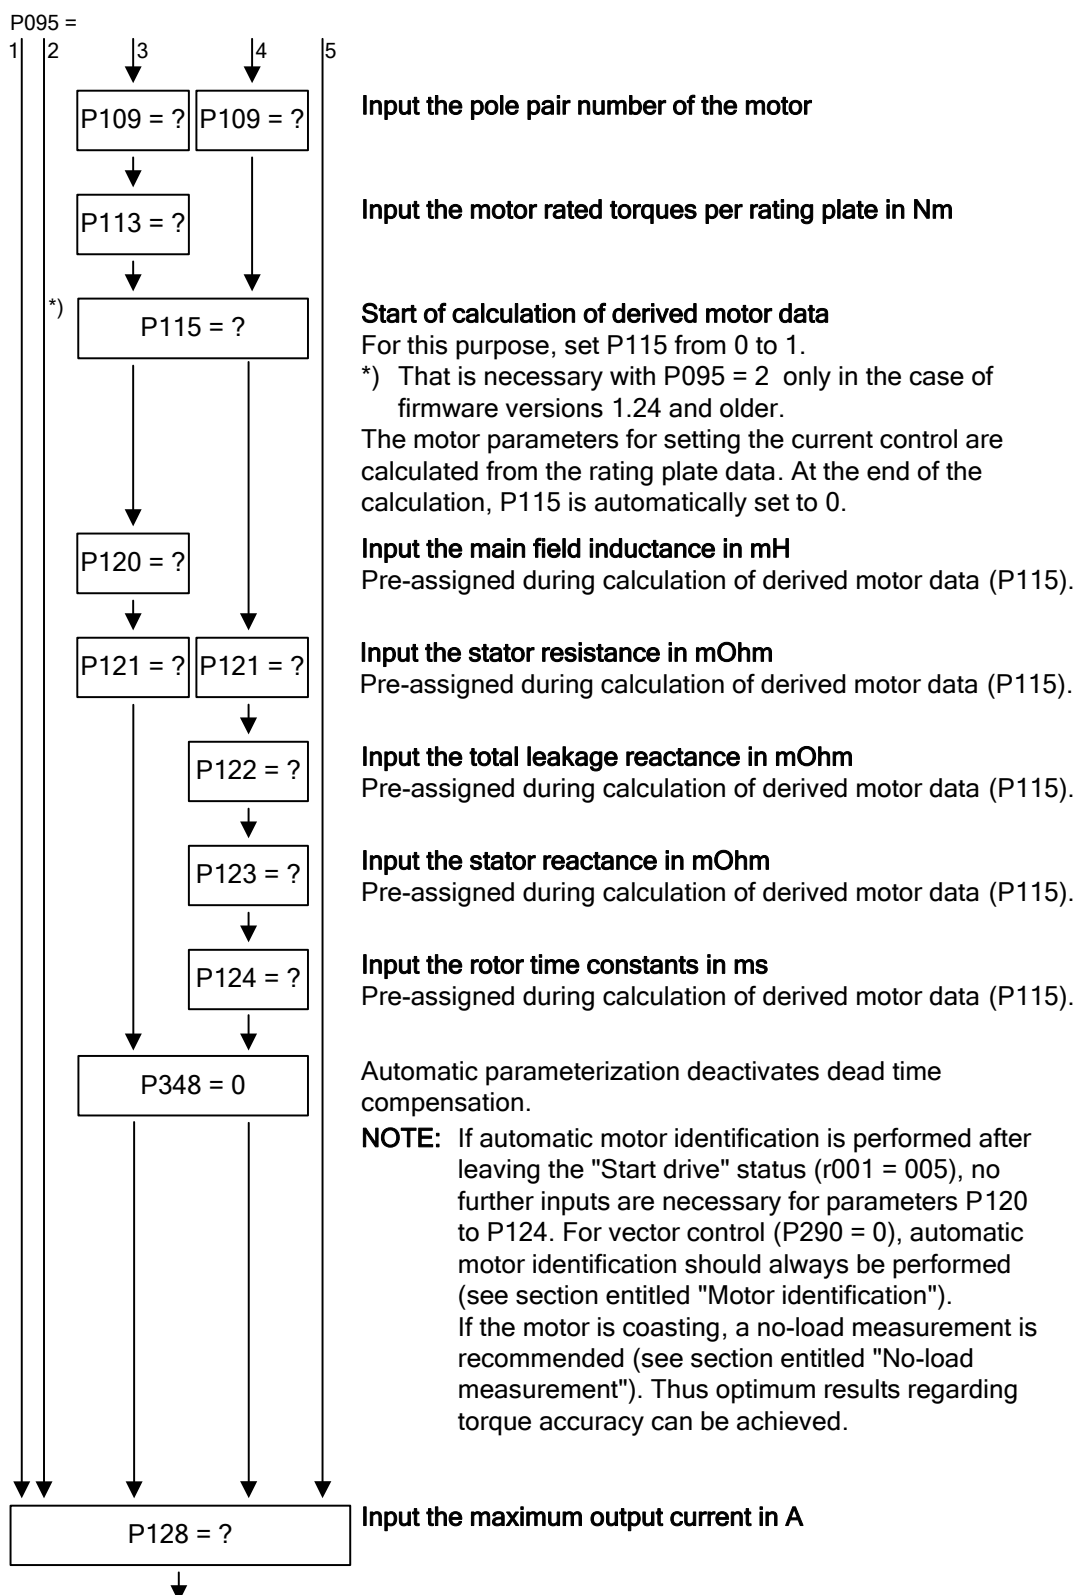 P095 =
1 2 3 4 5
P109 = ? P109 = ? Input the pole pair number of the motor
P113 = ? Input the motor rated torques per rating plate in Nm
*) P115 = ? Start of calculation of derived motor data
For this purpose, set P115 from 0 to 1.
*) That is necessary with P095 = 2 only in the case of
firmware versions 1.24 and older.
The motor parameters for setting the current control are
calculated from the rating plate data. At the end of the
calculation, P115 is automatically set to 0.
P120 = ? Input the main field inductance in mH
Pre-assigned during calculation of derived motor data (P115).
P121 = ? P121 = ? Input the stator resistance in mOhm
Pre-assigned during calculation of derived motor data (P115).
P122 = ? Input the total leakage reactance in mOhm
Pre-assigned during calculation of derived motor data (P115).
P123 = ? Input the stator reactance in mOhm
Pre-assigned during calculation of derived motor data (P115).
P124 = ? Input the rotor time constants in ms
Pre-assigned during calculation of derived motor data (P115).
P348 = 0 Automatic parameterization deactivates dead time
compensation.
NOTE: If automatic motor identification is performed after
leaving the "Start drive" status (r001 = 005), no
further inputs are necessary for parameters P120
to P124. For vector control (P290 = 0), automatic
motor identification should always be performed
(see section entitled "Motor identification").
If the motor is coasting, a no-load measurement is
recommended (see section entitled "No-load
measurement"). Thus optimum results regarding
torque accuracy can be achieved.
P128 = ? Input the maximum output current in A